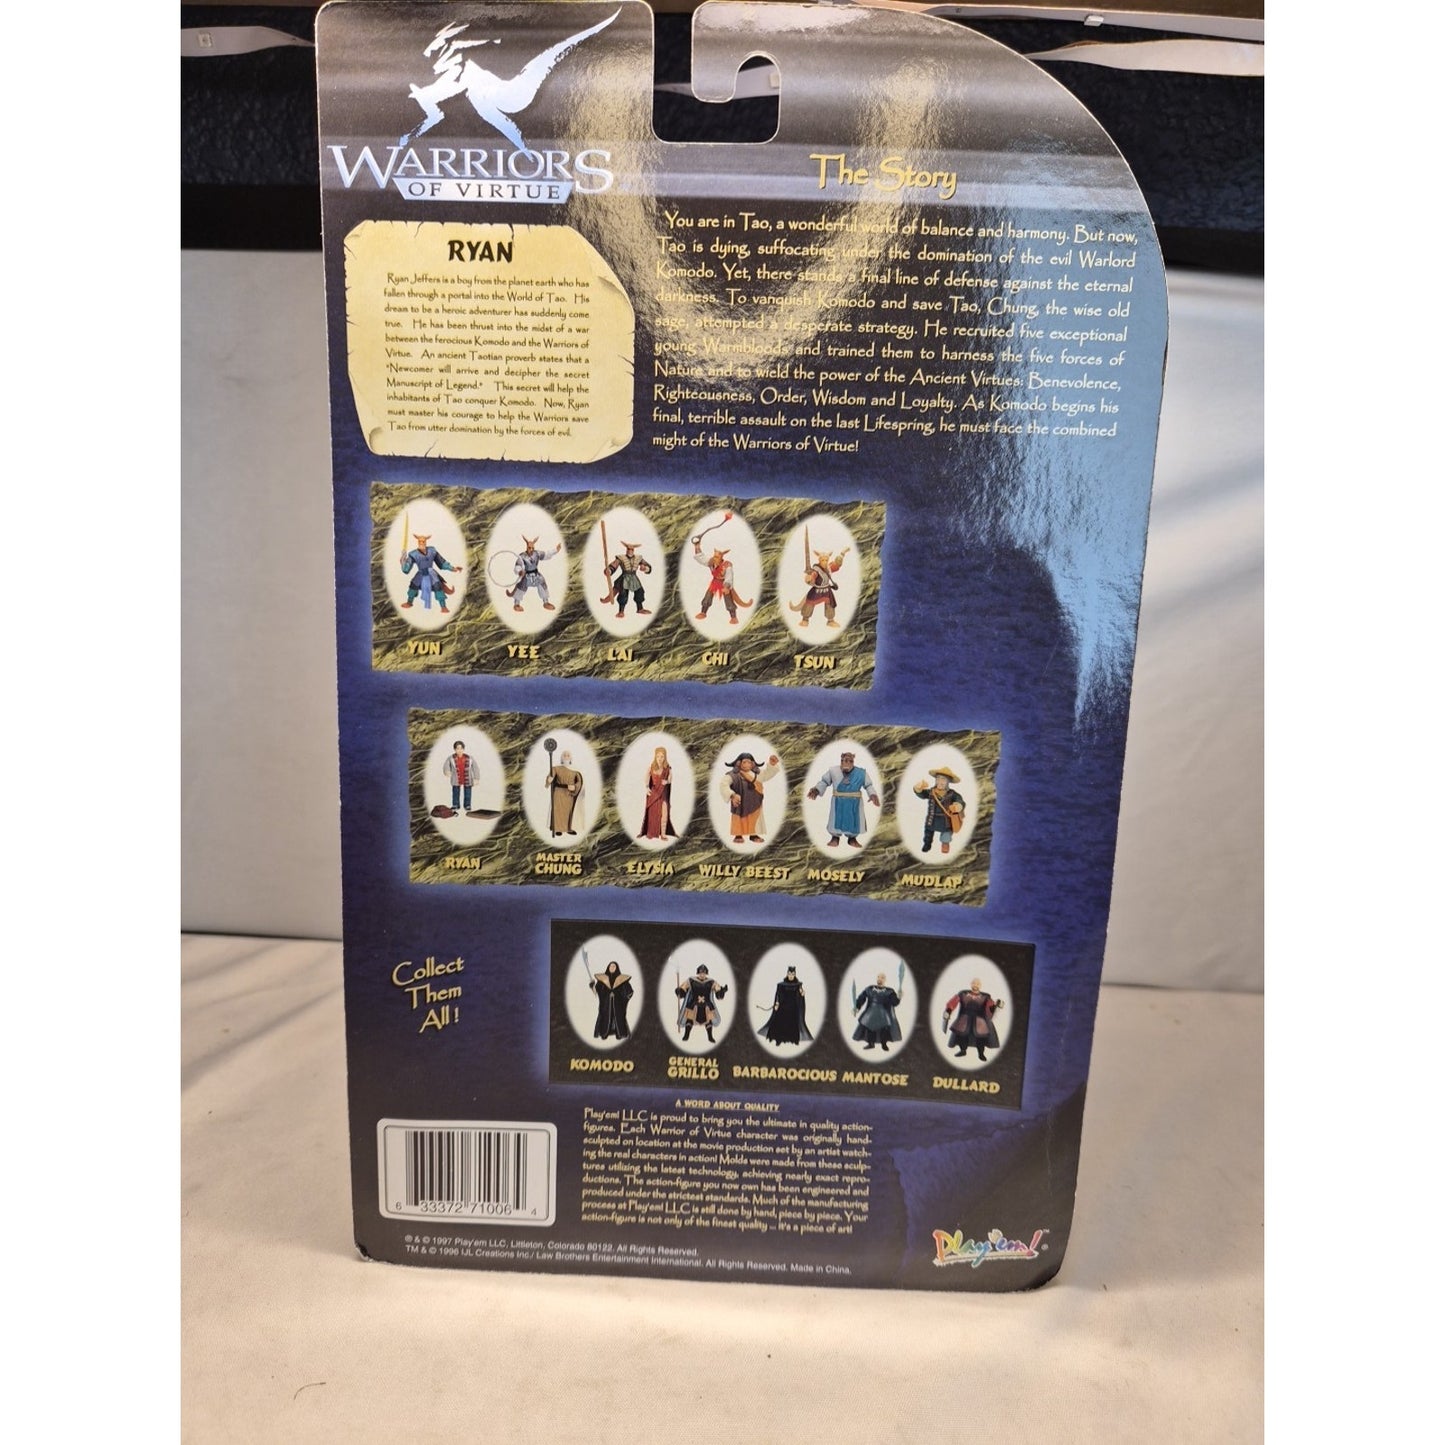 WARRIORS
OF VIRTUE
RYAN
Ryan Jeffers is a boy from the planet earth who has
fallen through a portal into the World of Tao. His
dream to be a heroic adventurer has suddenly come
true. He has been thrust into the midst of a war
between the ferocious Komodo and the Warriors of
Virtue. An ancient Taotian proverb states that a
"Newcomer will arrive and decipher the secret
Manuscript of Legend." This secret will help the
inhabitants of Tao conquer Komodo. Now, Ryan
must master his courage to help the Warriors save
Tao from utter domination by the forces of evil.
The Story
You are in Tao, a wonderful world of balance and harmony. But now,
Tao is dying, suffocating under the domination of the evil Warlord
Komodo. Yet, there stands a final line of defense against the eternal
darkness. To vanquish Komodo and save Tao, Chung, the wise old
sage, attempted a desperate strategy. He recruited five exceptional
young Warmbloods and trained them to harness the five forces of
Nature and to wield the power of the Ancient Virtues: Benevolence,
Righteousness, Order, Wisdom and Loyalty. As Komodo begins his
final, terrible assault on the last Lifespring, he must face the combined
might of the Warriors of Virtue!
YUN YEE LAI CHI TSUN
RYAN MASTER CHUNG ELYSIA WILLY BEEST MOSELY MUDLAP
Collect
Them
All!
KOMODO GENERAL GRILLO BARBAROCIOUS MANTOSE DULLARD
A WORD ABOUT QUALITY
Play'em! LLC is proud to bring you the ultimate in quality action-
figures. Each Warrior of Virtue character was originally hand-
sculpted on location at the movie production set by an artist watch-
ing the real characters in action! Molds were made from these sculp-
tures utilizing the latest technology, achieving nearly exact repro-
ductions. The action-figure you now own has been engineered and
produced under the strictest standards. Much of the manufacturing
process at Play'em! LLC is still done by hand, piece by piece. Your
action-figure is not only of the finest quality ... it's a piece of art!
6 33372 71006 4
® & © 1997 Play'em LLC, Littleton, Colorado 80122. All Rights Reserved.
TM & © 1996 IJL Creations Inc./ Law Brothers Entertainment International. All Rights Reserved. Made in China.
Play'em!™®